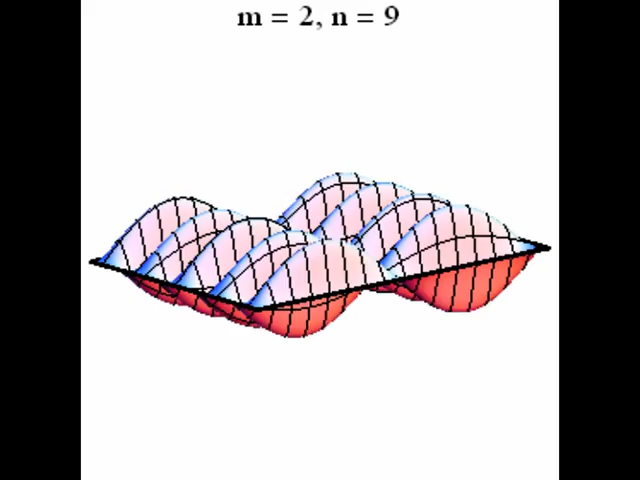 m = 2, n = 9